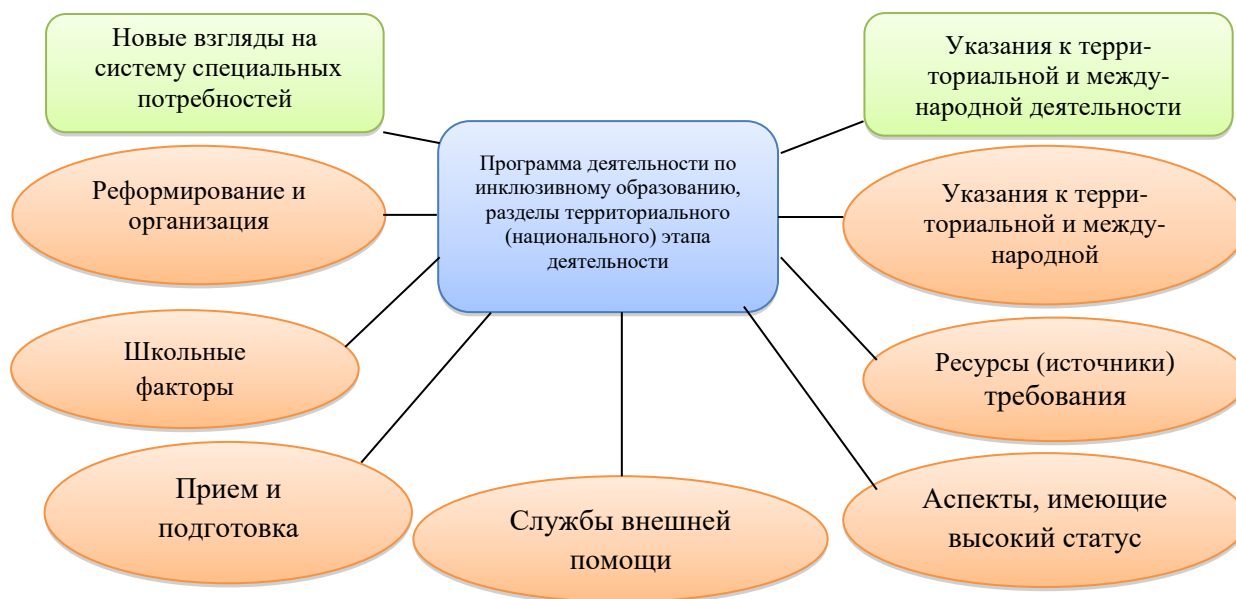 Новые взгляды на
систему специальных
потребностей
Указания к терри-
ториальной и между-
народной деятельности
Программа деятельности по
инклюзивному образованию,
разделы территориального
(национального) этапа
деятельности
Реформирование и
организация
Указания к терри-
ториальной и между-
народной
Школьные
факторы
Ресурсы (источники)
требования
Прием и
подготовка
Службы внешней
помощи
Аспекты, имеющие
высокий статус